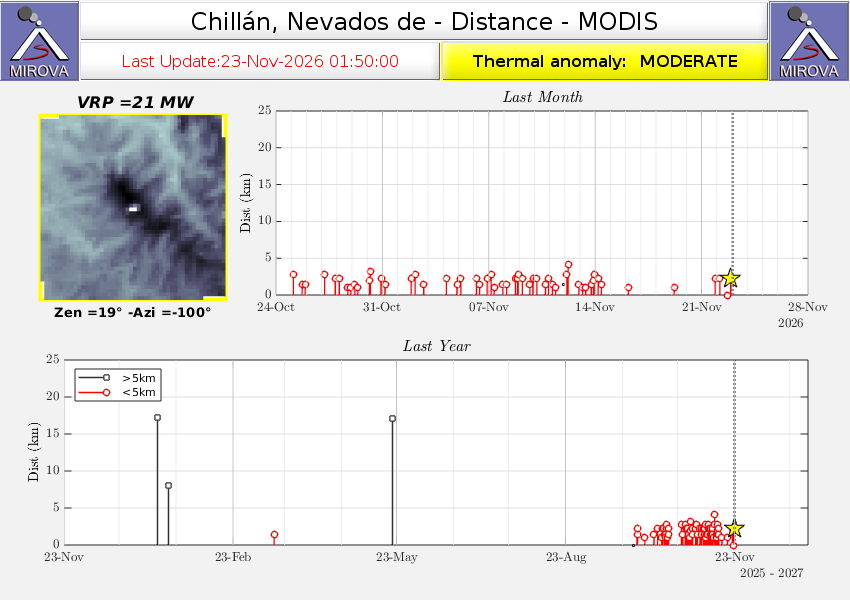 Chillán, Nevados de - Distance - MODIS
MIROVA
Last Update:23-Nov-2026 01:50:00
Thermal anomaly: MODERATE
MIROVA
VRP =21 MW
Zen =19° -Azi =-100°
Last Month
Dist (km)
25
20
15
10
5
0
24-Oct
31-Oct
07-Nov
14-Nov
21-Nov
28-Nov
2026
Last Year
Dist (km)
25
20
15
10
5
0
>5km
<5km
23-Nov
23-Feb
23-May
23-Aug
23-Nov
2025 - 2027